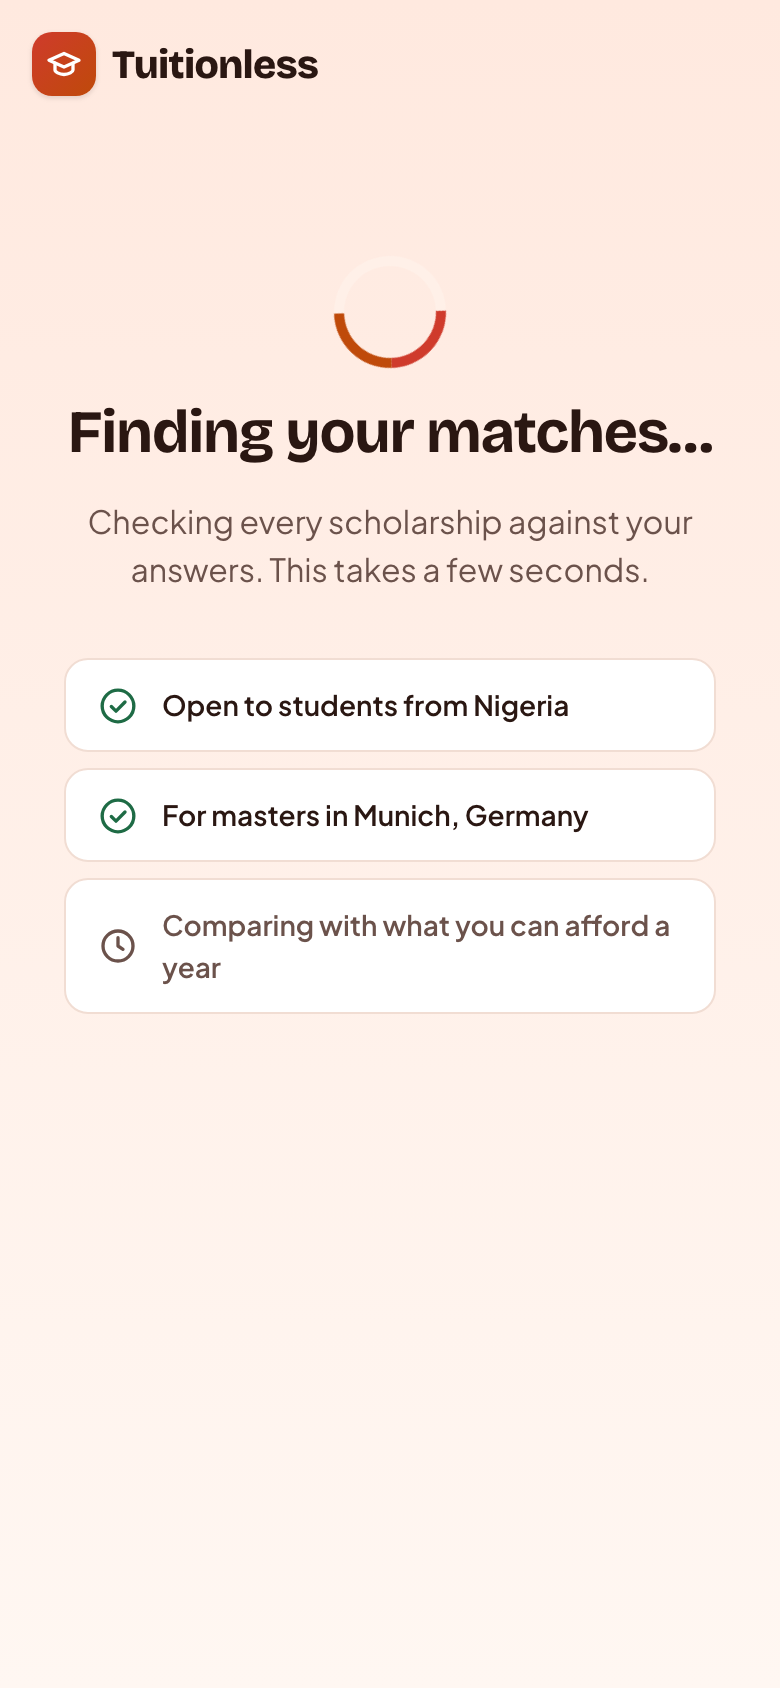 Tuitionless
Finding your matches...
Checking every scholarship against your
answers. This takes a few seconds.
Open to students from Nigeria
For masters in Munich, Germany
Comparing with what you can afford a
year